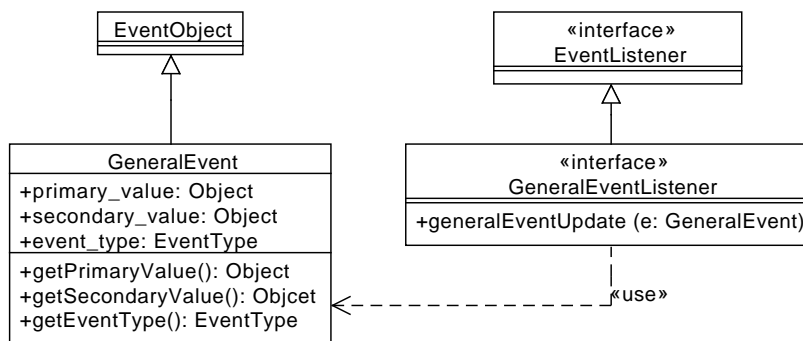 EventObject
«interface»
EventListener
GeneralEvent
+primary_value: Object
+secondary_value: Object
+event_type: EventType
+getPrimaryValue(): Object
+getSecondaryValue(): Objcet
+getEventType(): EventType
«interface»
GeneralEventListener
+generalEventUpdate (e: GeneralEvent)
«use»